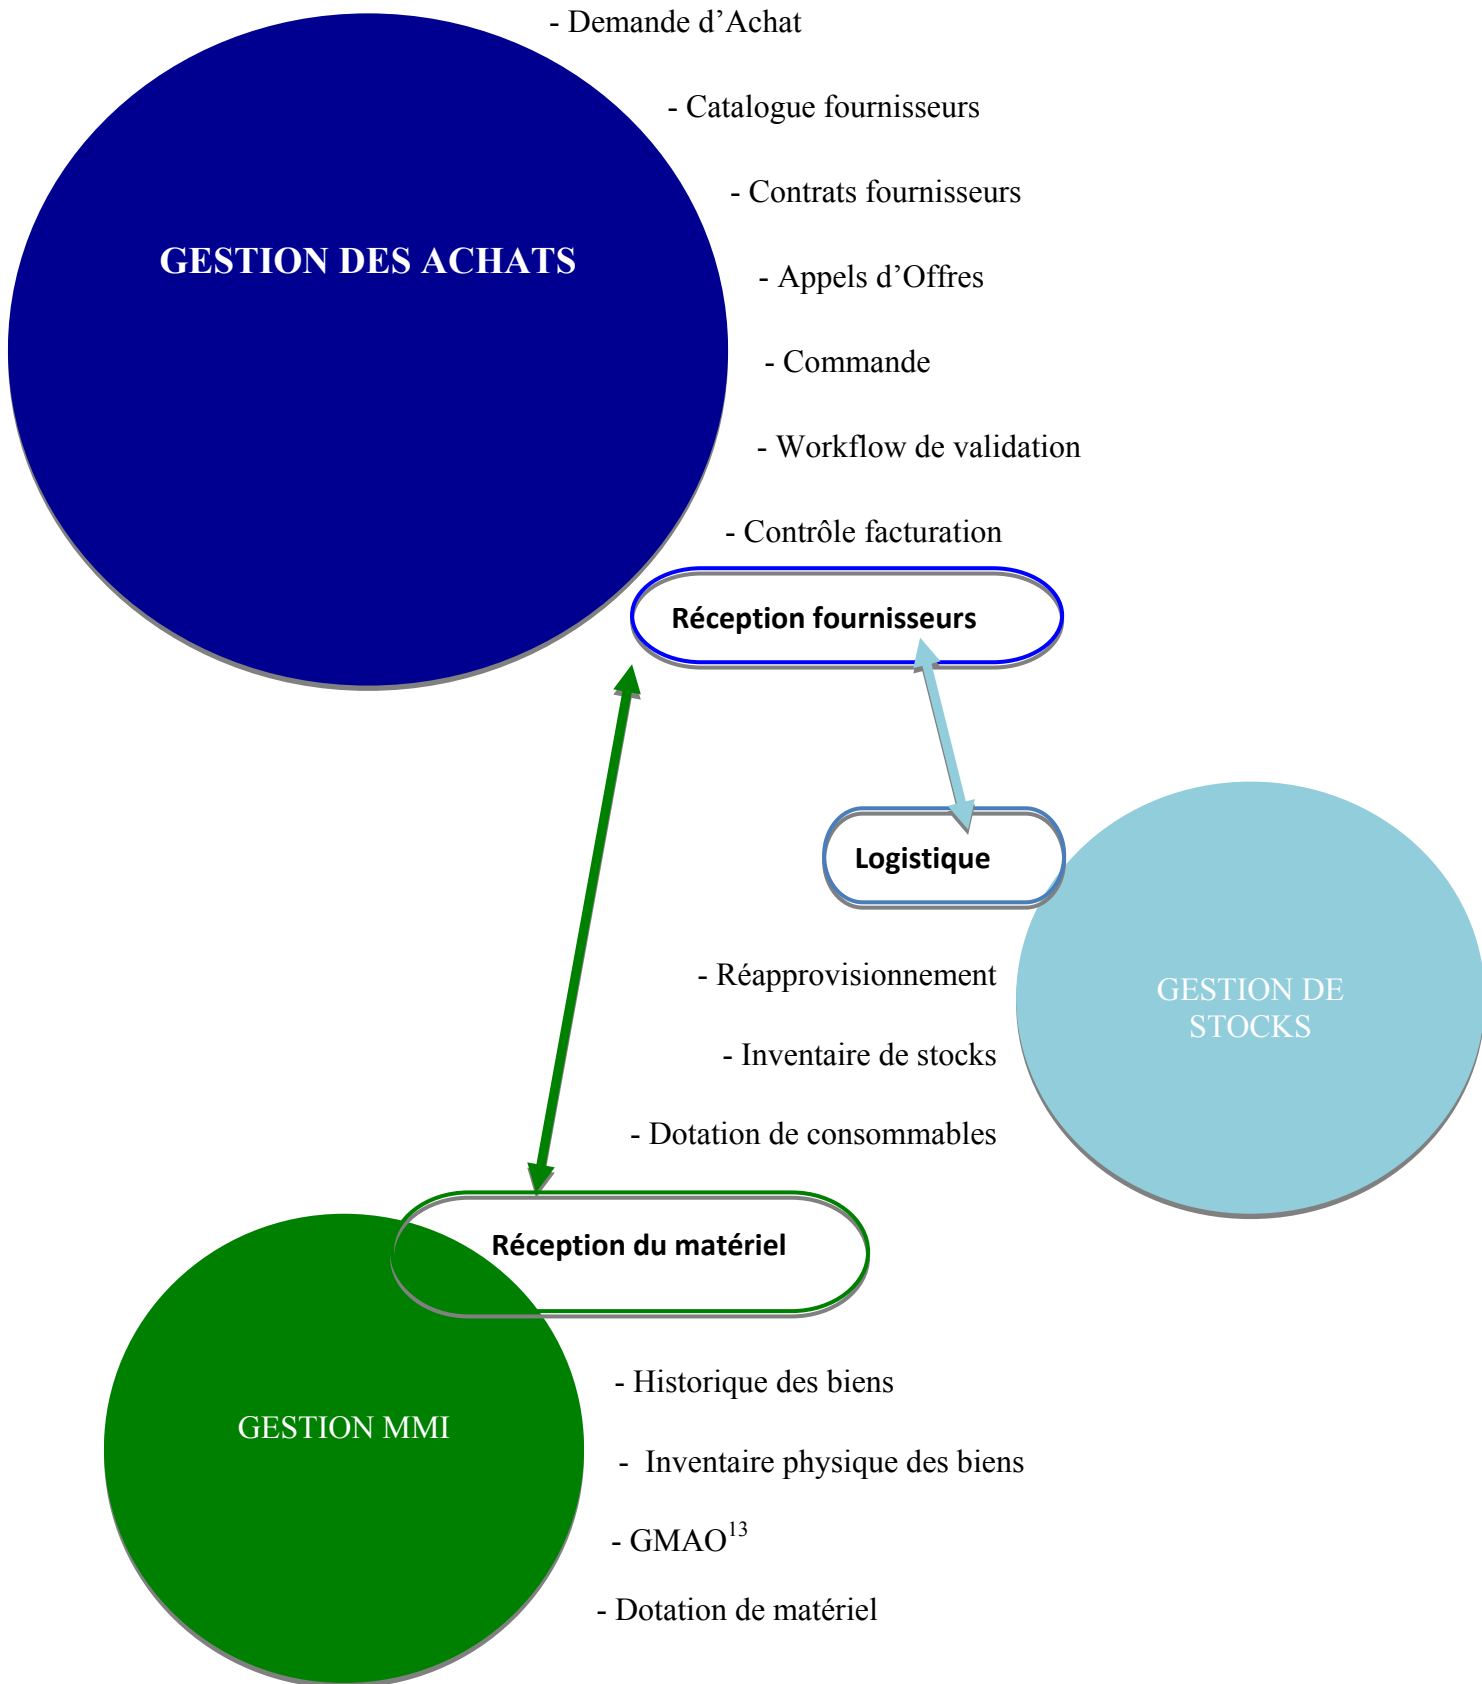 - Demande d’Achat
- Catalogue fournisseurs
- Contrats fournisseurs
GESTION DES ACHATS
- Appels d’Offres
- Commande
- Workflow de validation
- Contrôle facturation
Réception fournisseurs
Logistique
- Réapprovisionnement
GESTION DE
STOCKS
- Inventaire de stocks
- Dotation de consommables
Réception du matériel
- Historique des biens
GESTION MMI
- Inventaire physique des biens
- GMAO13
- Dotation de matériel